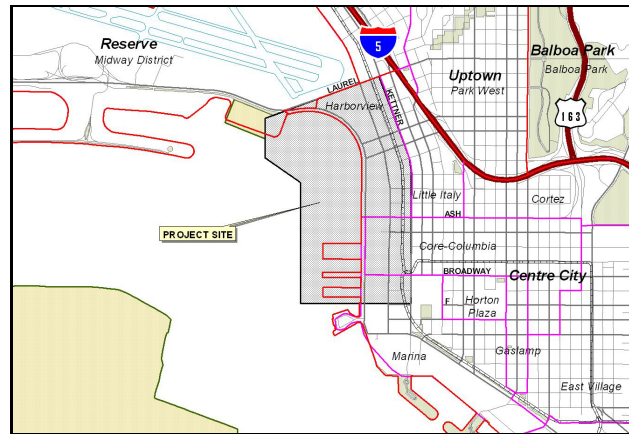 Reserve
Midway District
5
Balboa Park
Balboa Park
Uptown
Park West
LAUREL
Harborview
KETTNER
163
Little Italy
Cortez
ASH
PROJECT SITE
Core-Columbia
BROADWAY
Centre City
F
Horton
Plaza
Marina
Gaslamp
East Village